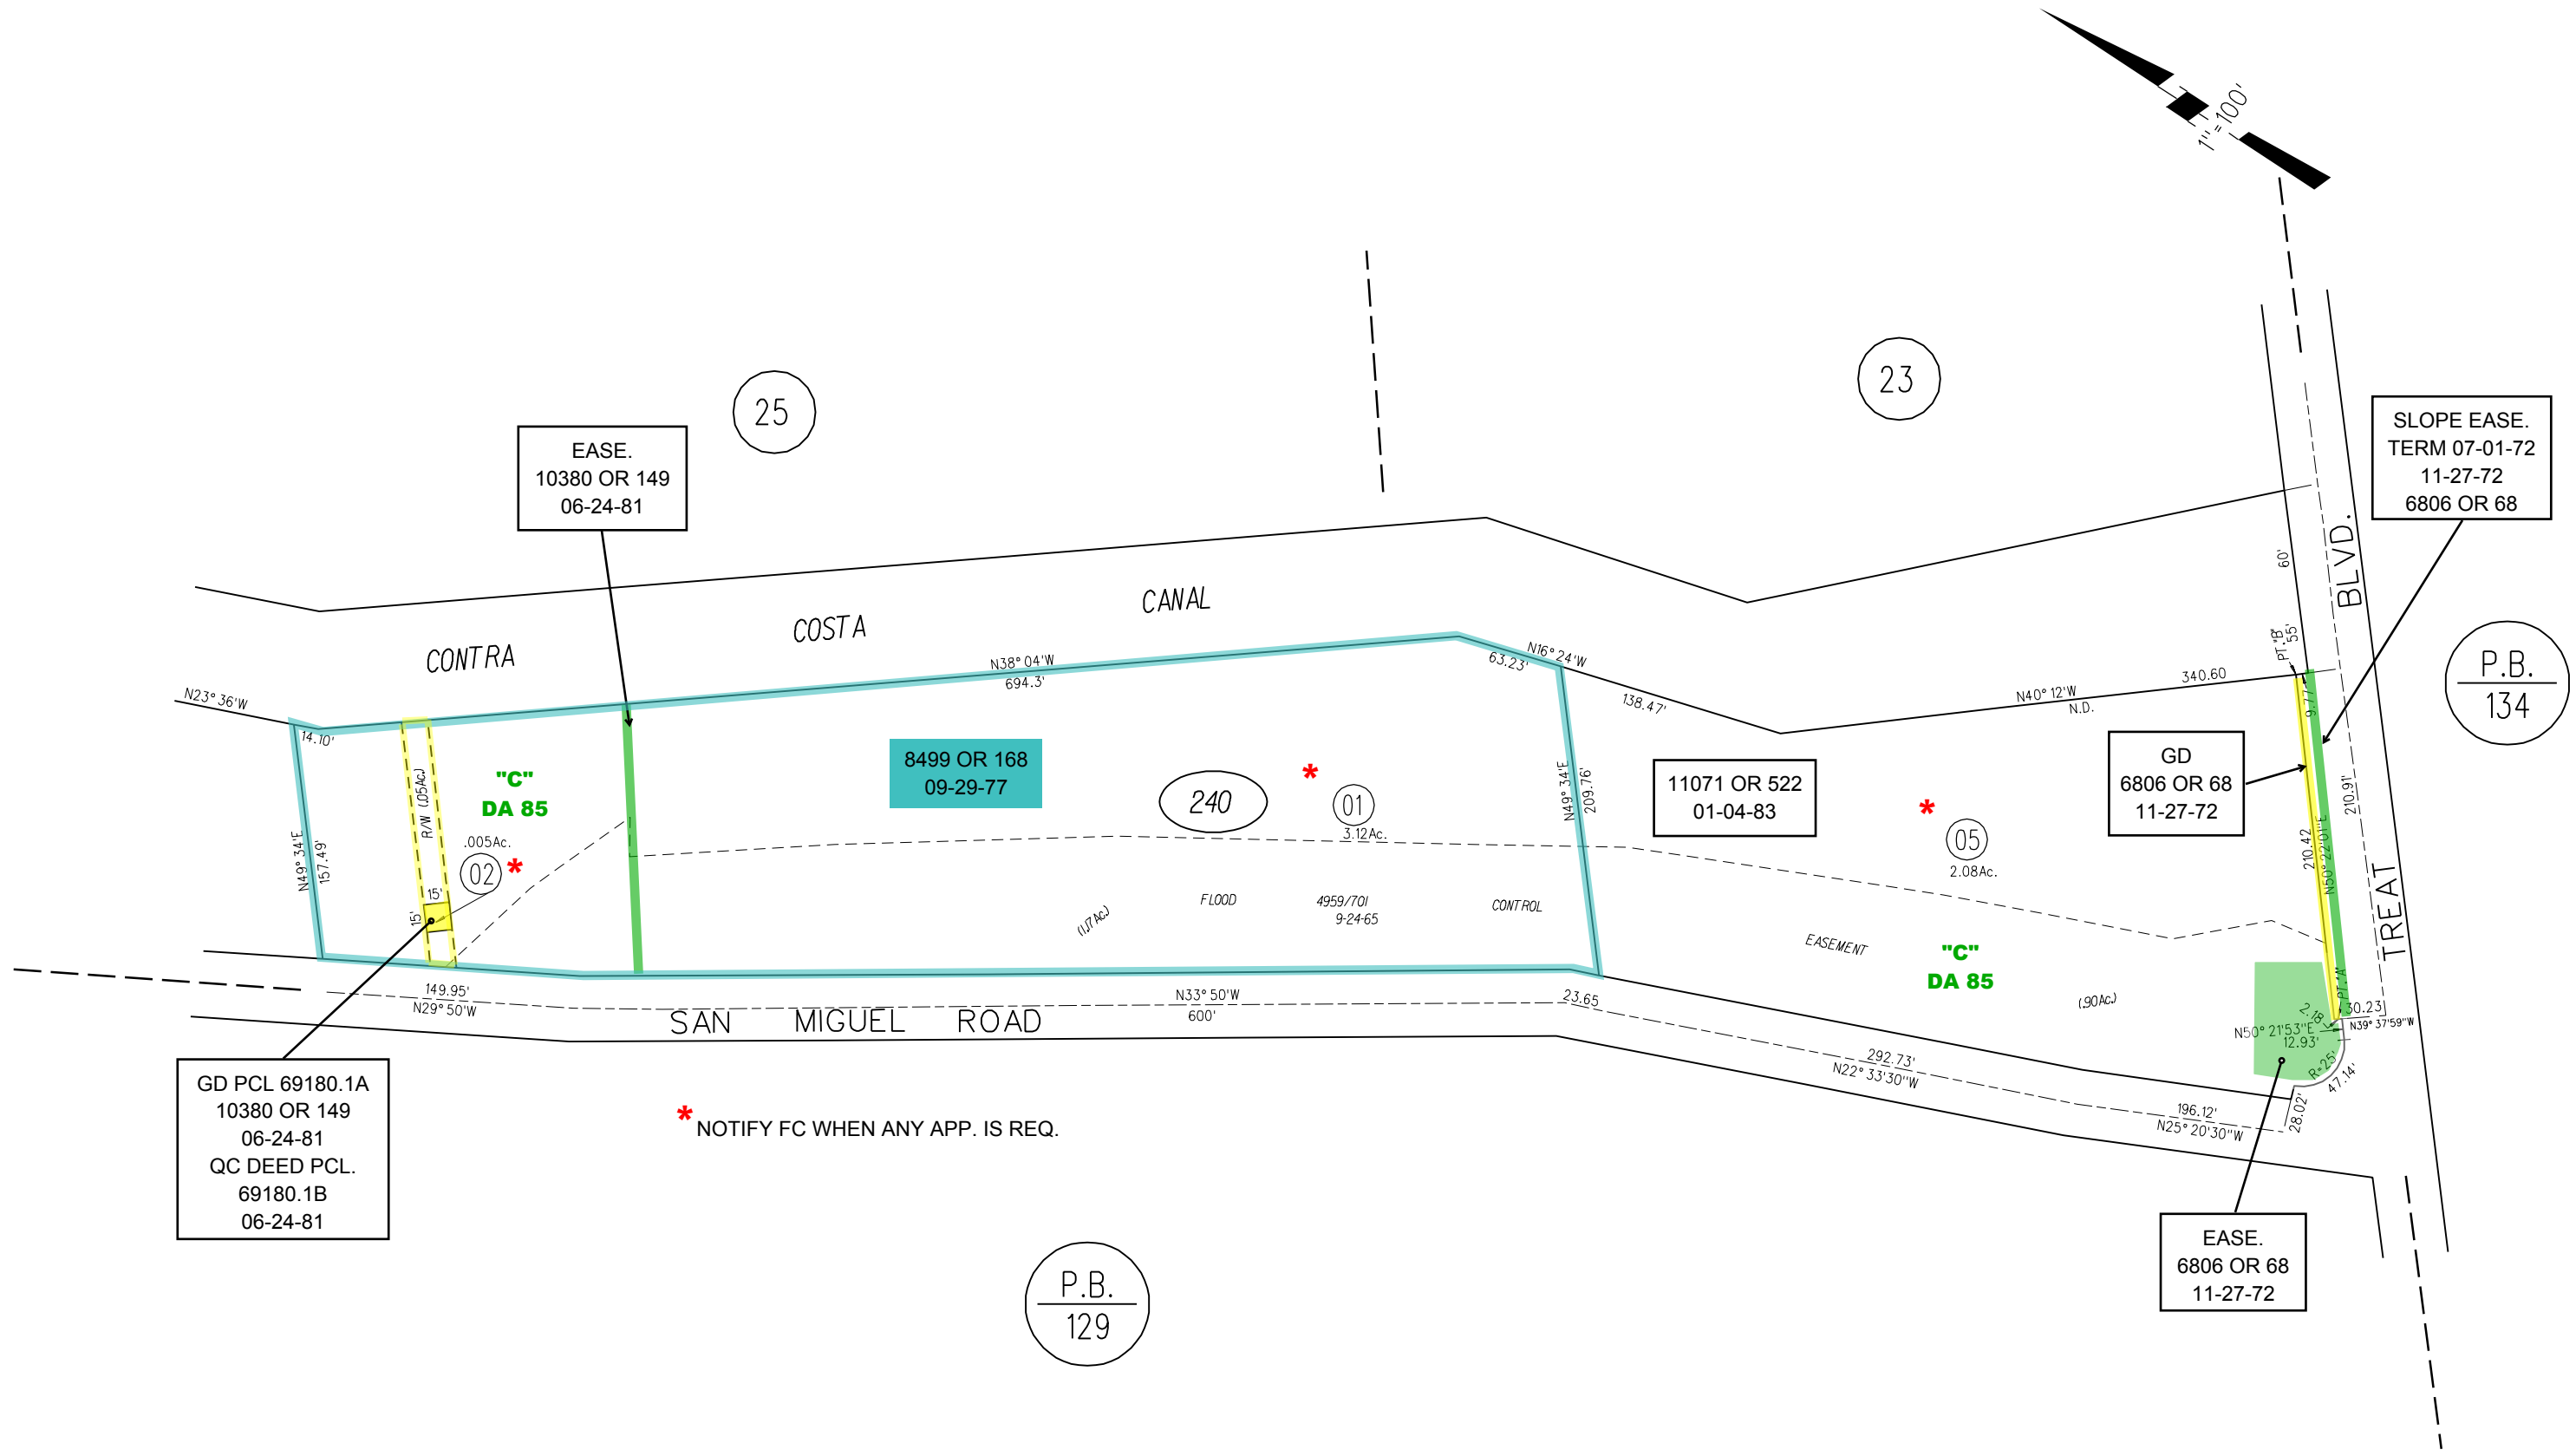 1"=100'
25
23
EASE.
10380 OR 149
06-24-81
SLOPE EASE.
TERM 07-01-72
11-27-72
6806 OR 68
CONTRA COSTA CANAL
TREAT BLVD.
60'
55'
PT."B"
P.B.
134
N23° 36'W
14.10'
N38° 04'W
694.3'
63.23'
N16° 24'W
138.47'
N40° 12'W
N.D.
340.60
9.77
R/W (.05Ac.)
"C"
DA 85
8499 OR 168
09-29-77
240
*
01
3.12Ac.
N49° 34'E
209.76'
11071 OR 522
01-04-83
*
05
2.08Ac.
GD
6806 OR 68
11-27-72
210.42
N50° 22'01"E
210.91'
N49° 34'E
157.49'
.005Ac.
02
*
15'
15'
(1.17Ac.)
FLOOD
4959/701
9-24-65
CONTROL
EASEMENT
"C"
DA 85
(.90Ac.)
PT."A"
2.18
30.23
N39° 37'59"W
N50° 21'53"E
12.93'
R=25'
47.14'
28.02'
149.95'
N29° 50'W
N33° 50'W
600'
23.65
SAN MIGUEL ROAD
292.73'
N22° 33'30"W
196.12'
N25° 20'30"W
GD PCL 69180.1A
10380 OR 149
06-24-81
QC DEED PCL.
69180.1B
06-24-81
* NOTIFY FC WHEN ANY APP. IS REQ.
EASE.
6806 OR 68
11-27-72
P.B.
129